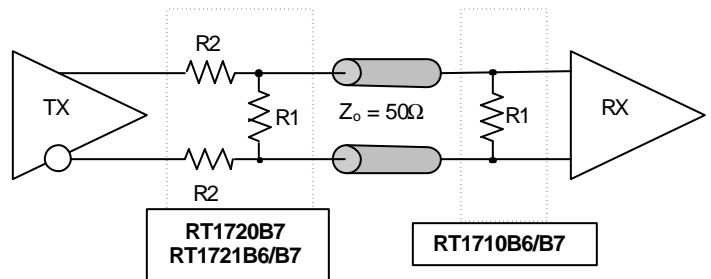 R2
TX
R1
Zₒ = 50Ω
R1
RX
R2
RT1720B7
RT1721B6/B7
RT1710B6/B7